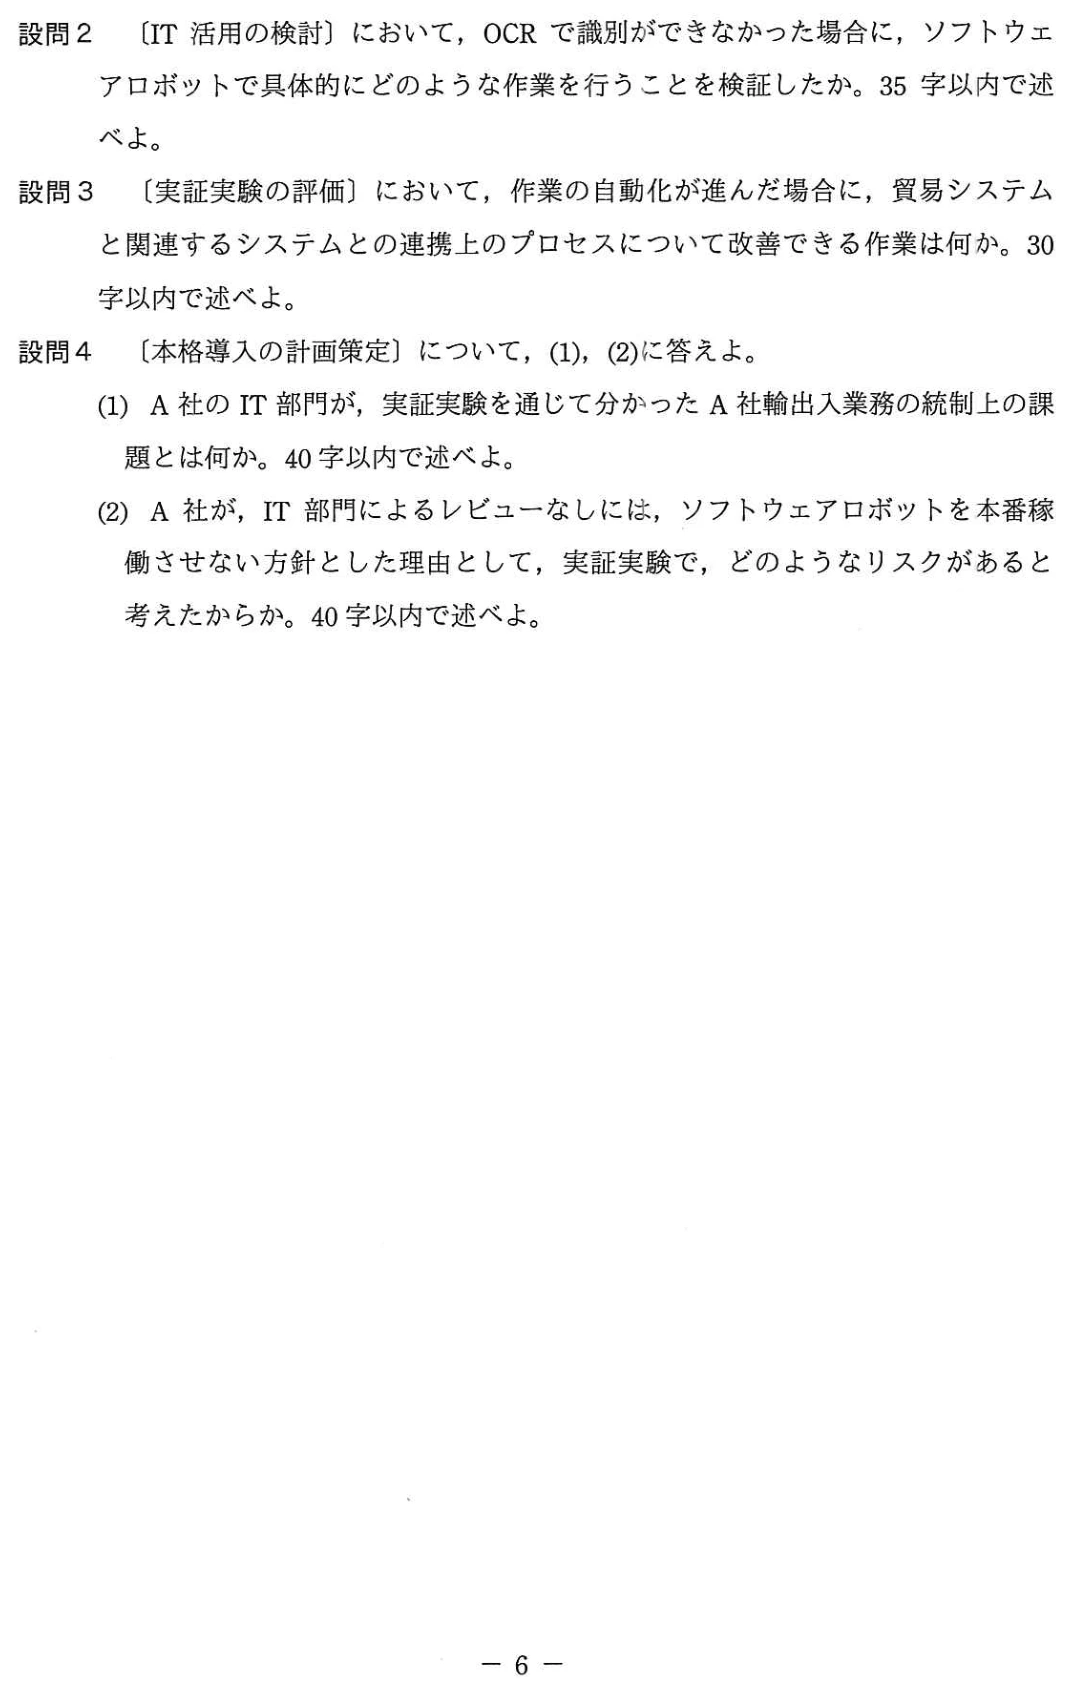 設問2 〔IT 活用の検討〕において，OCR で識別ができなかった場合に，ソフトウェ
アロボットで具体的にどのような作業を行うことを検証したか。35 字以内で述
べよ。
設問3 〔実証実験の評価〕において，作業の自動化が進んだ場合に，貿易システム
と関連するシステムとの連携上のプロセスについて改善できる作業は何か。30
字以内で述べよ。
設問4 〔本格導入の計画策定〕について，(1)，(2)に答えよ。
(1) A 社の IT 部門が，実証実験を通じて分かった A 社輸出入業務の統制上の課
題とは何か。40 字以内で述べよ。
(2) A 社が，IT 部門によるレビューなしには，ソフトウェアロボットを本番稼
働させない方針とした理由として，実証実験で，どのようなリスクがあると
考えたからか。40 字以内で述べよ。
－ 6 －